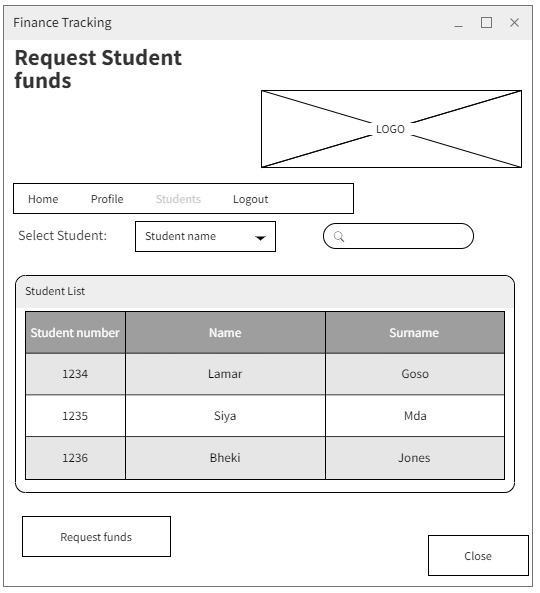 Finance Tracking
Request Student
funds
LOGO
Home Profile Students Logout
Select Student: Student name
Student List
Student number Name Surname
1234 Lamar Goso
1235 Siya Mda
1236 Bheki Jones
Request funds
Close